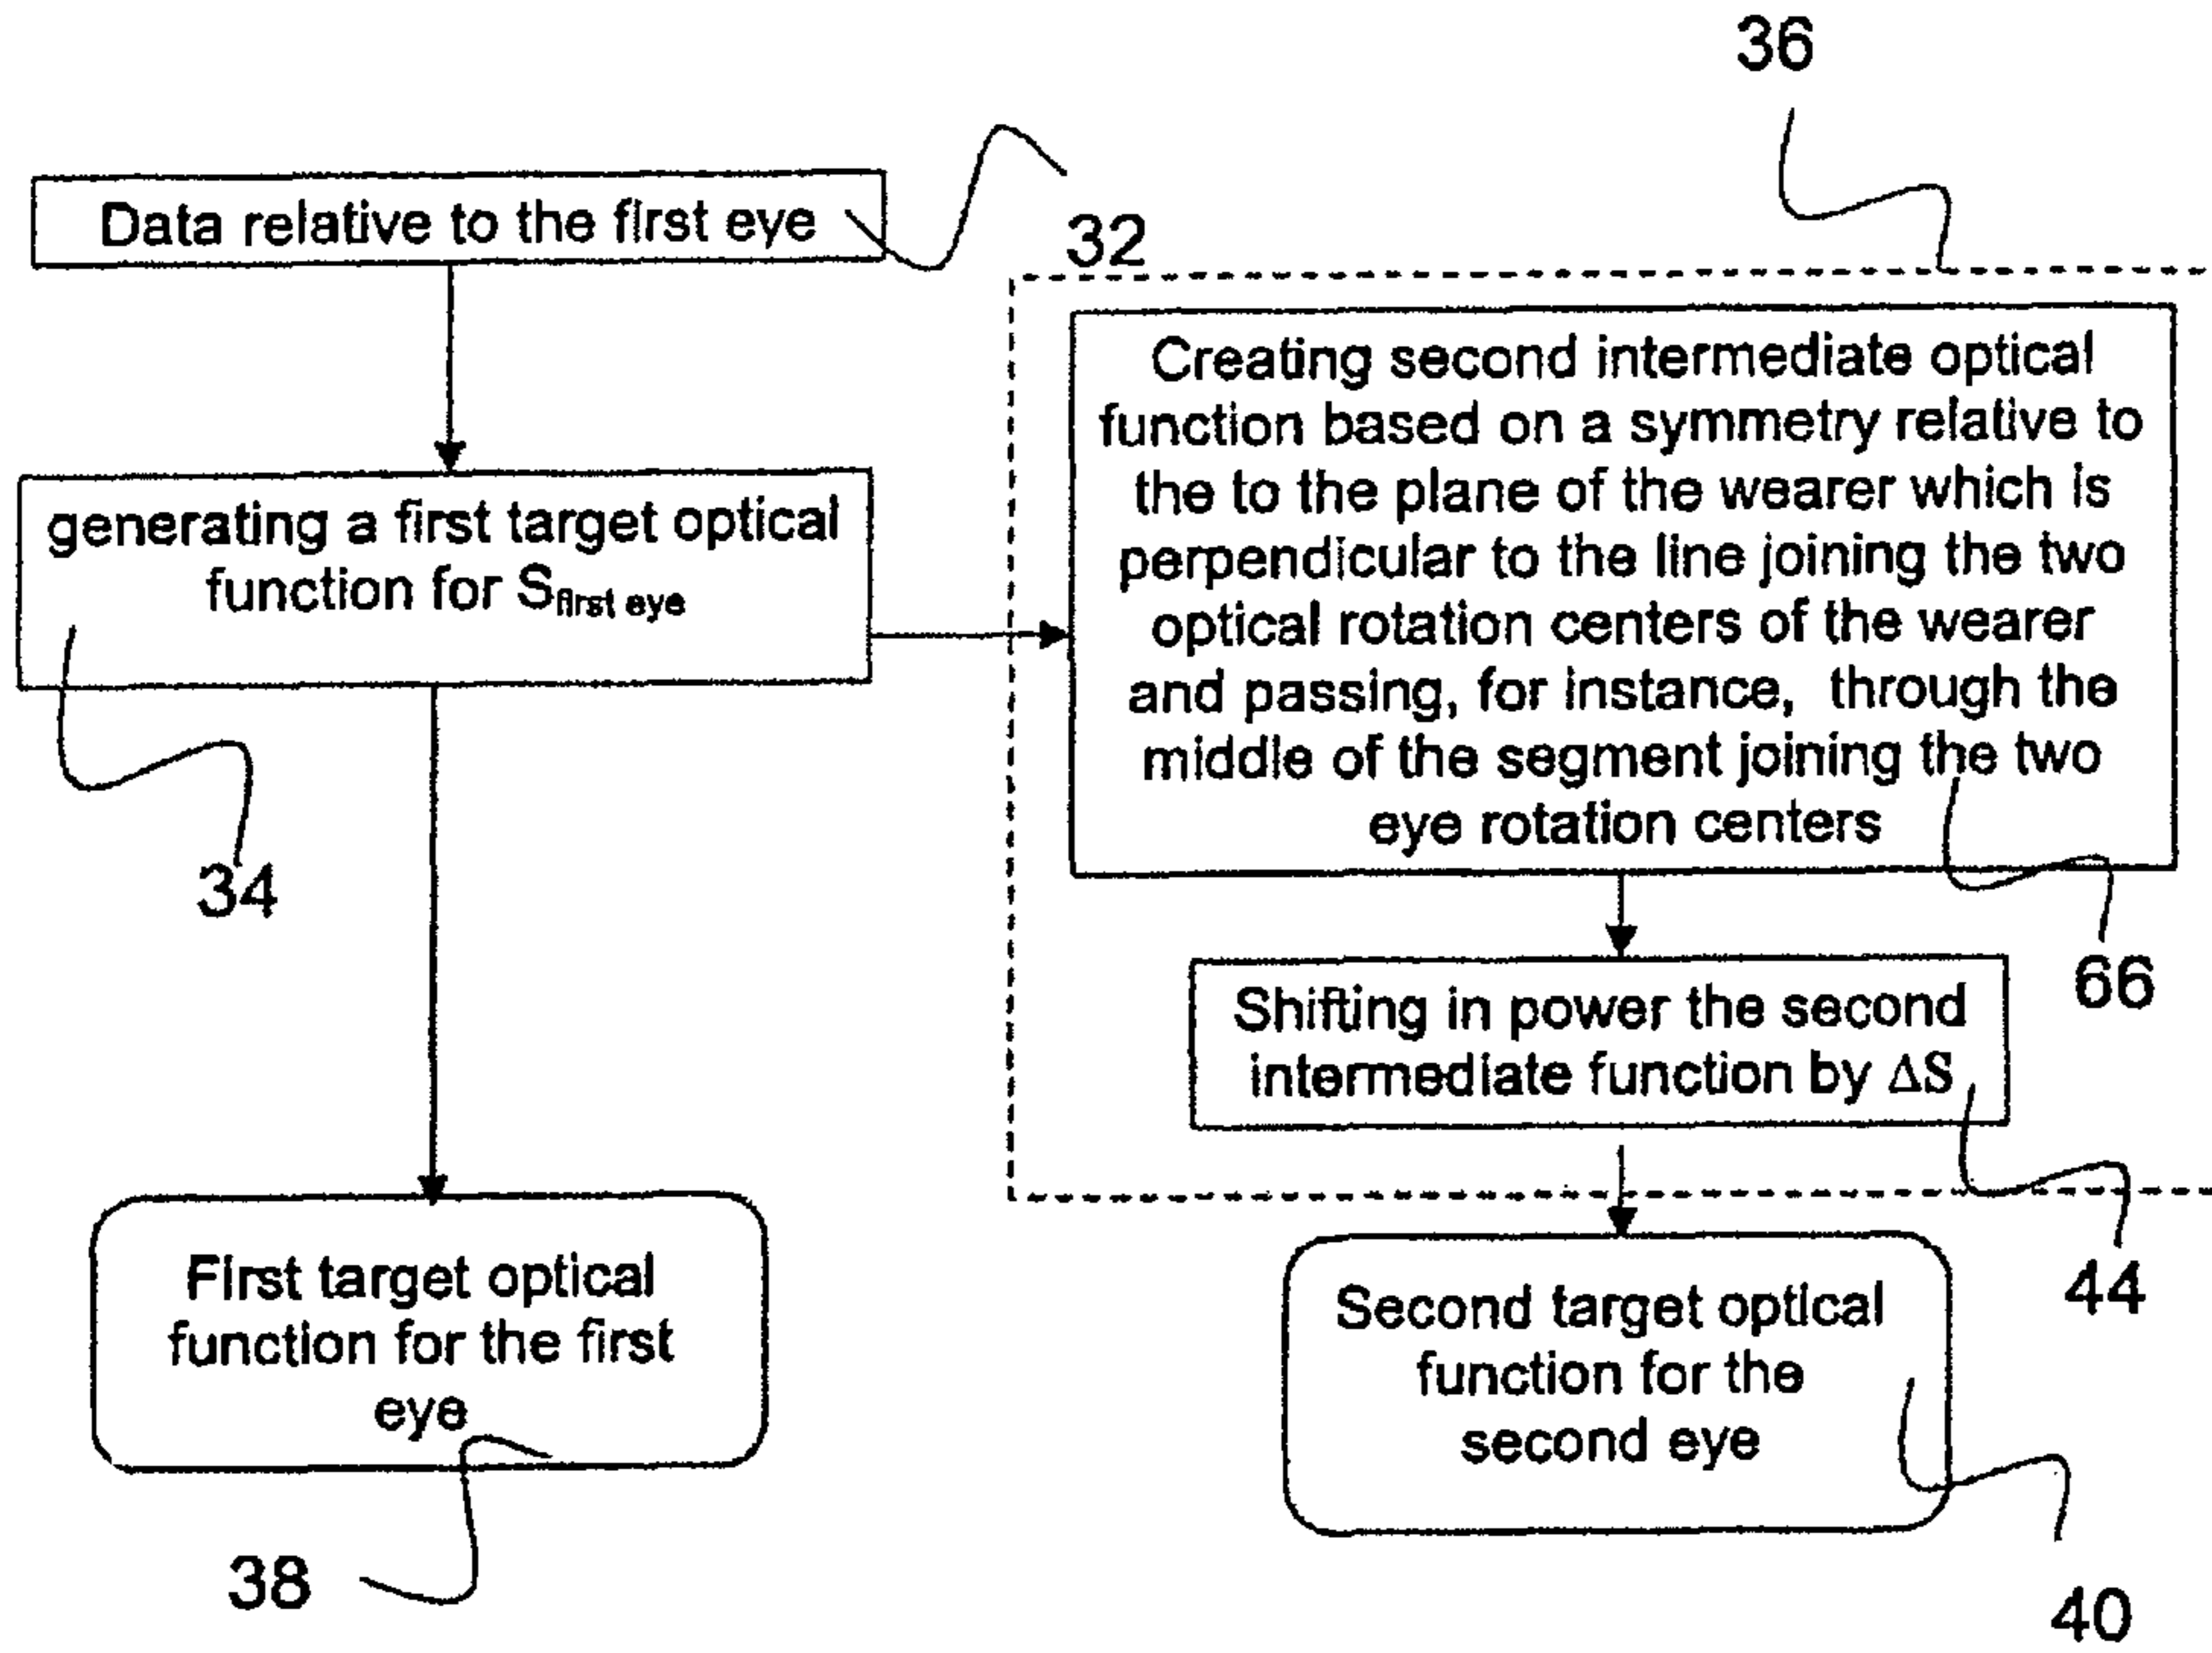 36
Data relative to the first eye
32
generating a first target optical
function for Sfirst eye
34
Creating second intermediate optical
function based on a symmetry relative to
the to the plane of the wearer which is
perpendicular to the line joining the two
optical rotation centers of the wearer
and passing, for instance, through the
middle of the segment joining the two
eye rotation centers
66
Shifting in power the second
intermediate function by ΔS
44
First target optical
function for the first
eye
38
Second target optical
function for the
second eye
40